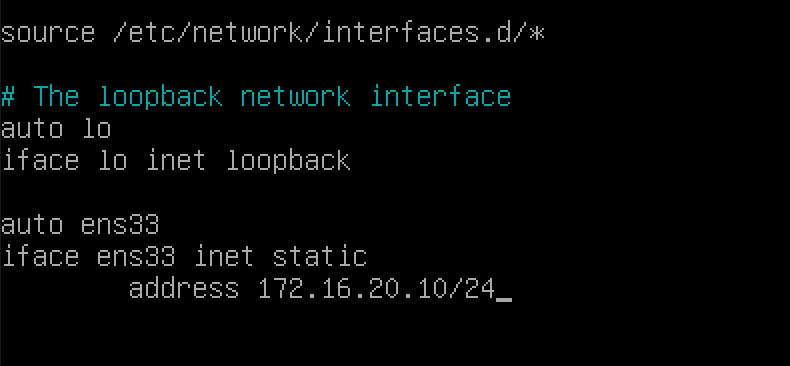 source /etc/network/interfaces.d/*
# The loopback network interface
auto lo
iface lo inet loopback
auto ens33
iface ens33 inet static
address 172.16.20.10/24